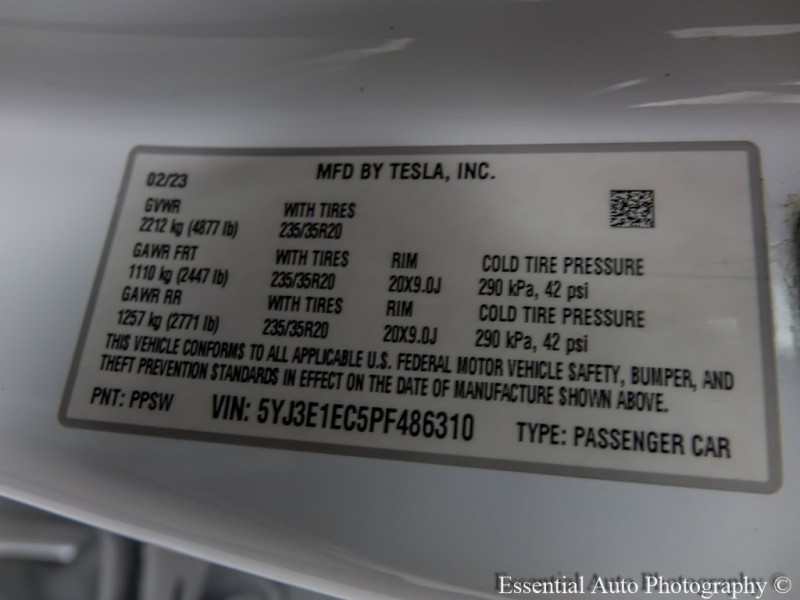 MFD BY TESLA, INC.
02/23
GVWR WITH TIRES
2212 kg (4877 lb) 235/35R20
GAWR FRT WITH TIRES RIM COLD TIRE PRESSURE
1110 kg (2447 lb) 235/35R20 20X9.0J 290 kPa, 42 psi
GAWR RR WITH TIRES RIM COLD TIRE PRESSURE
1257 kg (2771 lb) 235/35R20 20X9.0J 290 kPa, 42 psi
THIS VEHICLE CONFORMS TO ALL APPLICABLE U.S. FEDERAL MOTOR VEHICLE SAFETY, BUMPER, AND
THEFT PREVENTION STANDARDS IN EFFECT ON THE DATE OF MANUFACTURE SHOWN ABOVE.
PNT: PPSW VIN: 5YJ3E1EC5PF486310 TYPE: PASSENGER CAR
Essential Auto Photography ©